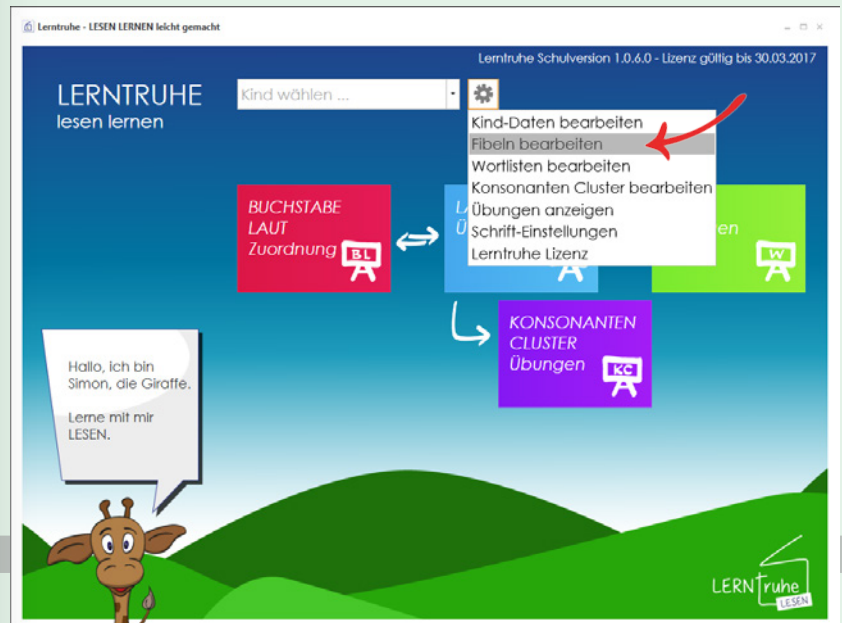 Lerntruhe - LESEN LERNEN leicht gemacht
Lerntruhe Schulversion 1.0.6.0 - Lizenz gültig bis 30.03.2017
LERNTRUHE
lesen lernen
Kind wählen ...
Kind-Daten bearbeiten
Fibeln bearbeiten
Wortlisten bearbeiten
Konsonanten Cluster bearbeiten
Übungen anzeigen
Schrift-Einstellungen
Lerntruhe Lizenz
BUCHSTABE
LAUT
Zuordnung
BL
W
KONSONANTEN
CLUSTER
Übungen
KC
Hallo, ich bin
Simon, die Giraffe.
Lerne mit mir
LESEN.
LERNTruhe
LESEN